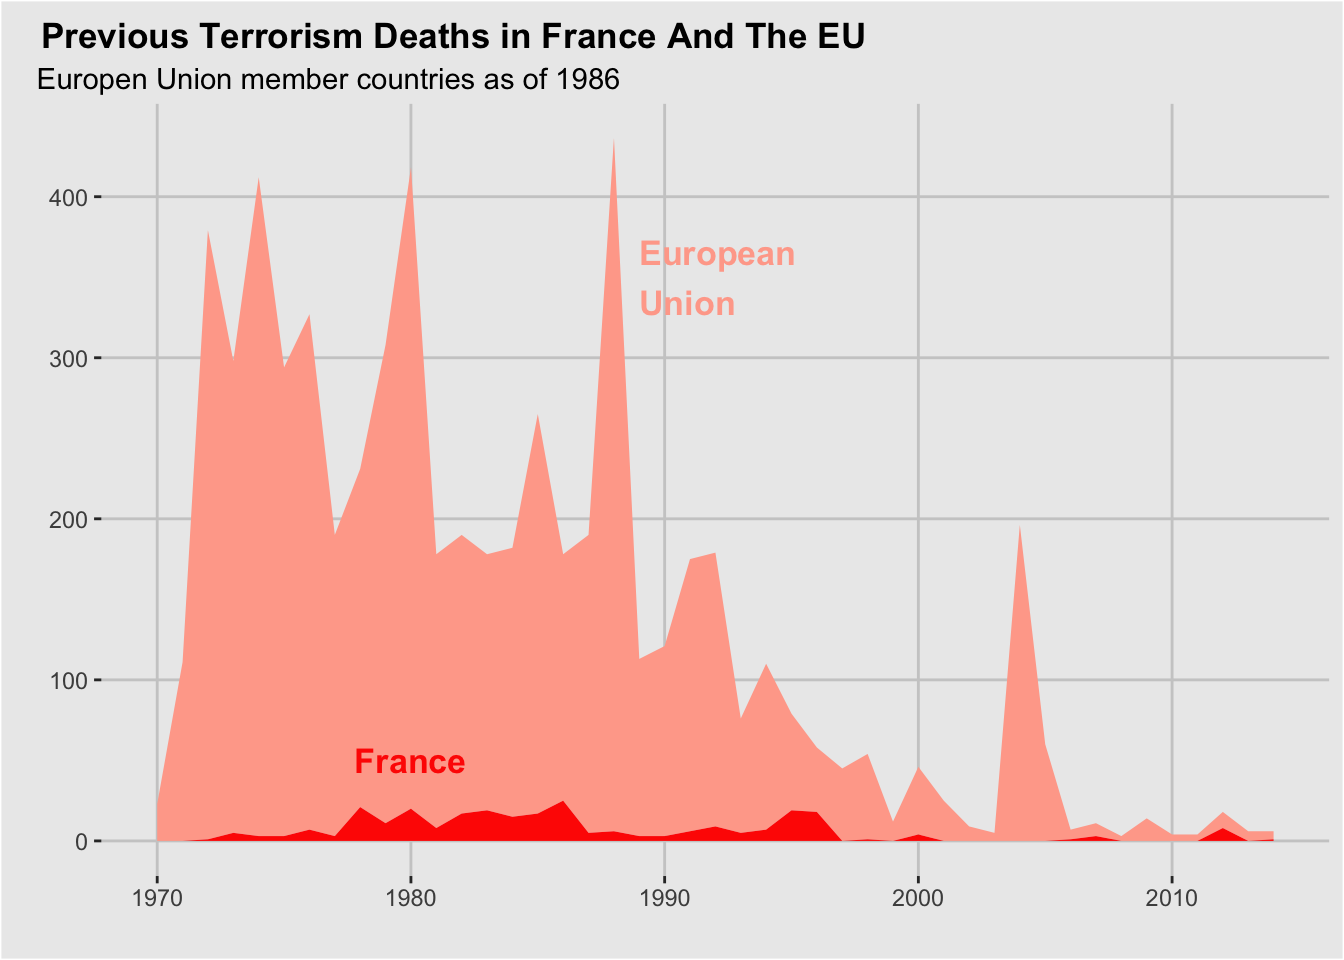 Previous Terrorism Deaths in France And The EU
Europen Union member countries as of 1986
400
300
200
100
0
European
Union
France
1970
1980
1990
2000
2010